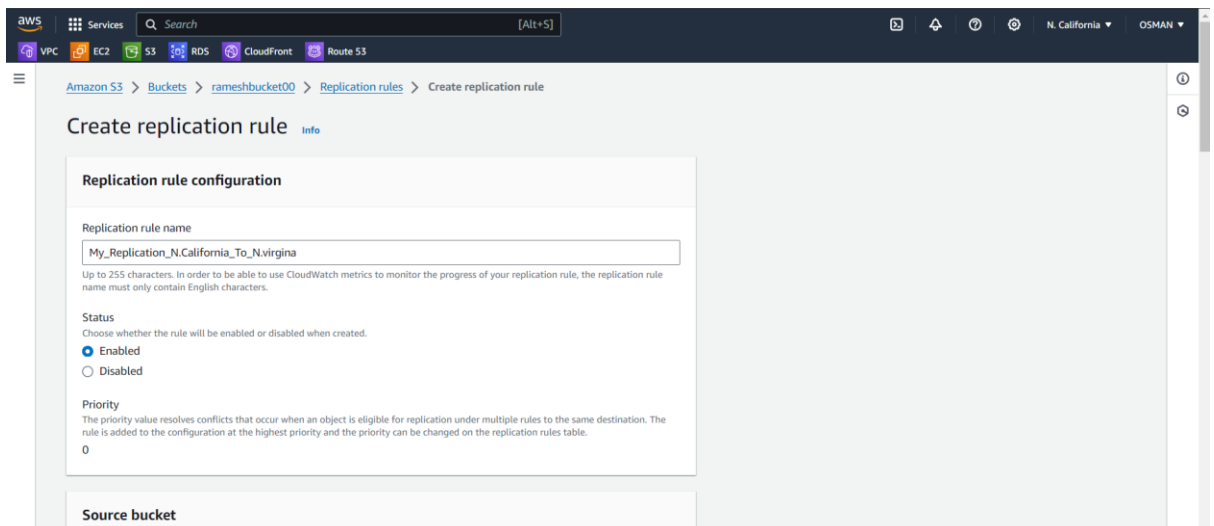 aws
Services
Search
[Alt+S]
N. California ▼
OSMAN ▼
VPC
EC2
S3
RDS
CloudFront
Route 53
Amazon S3 > Buckets > rameshbucket00 > Replication rules > Create replication rule
Create replication rule Info
Replication rule configuration
Replication rule name
My_Replication_N.California_To_N.virgina
Up to 255 characters. In order to be able to use CloudWatch metrics to monitor the progress of your replication rule, the replication rule
name must only contain English characters.
Status
Choose whether the rule will be enabled or disabled when created.
Enabled
Disabled
Priority
The priority value resolves conflicts that occur when an object is eligible for replication under multiple rules to the same destination. The
rule is added to the configuration at the highest priority and the priority can be changed on the replication rules table.
0
Source bucket